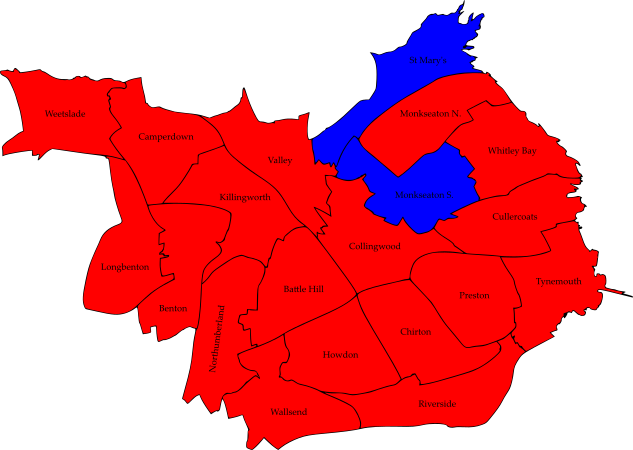 St Mary's
Weetslade
Monkseaton N.
Camperdown
Whitley Bay
Valley
Killingworth
Monkseaton S.
Cullercoats
Collingwood
Longbenton
Tynemouth
Battle Hill
Preston
Benton
Chirton
Northumberland
Howdon
Riverside
Wallsend